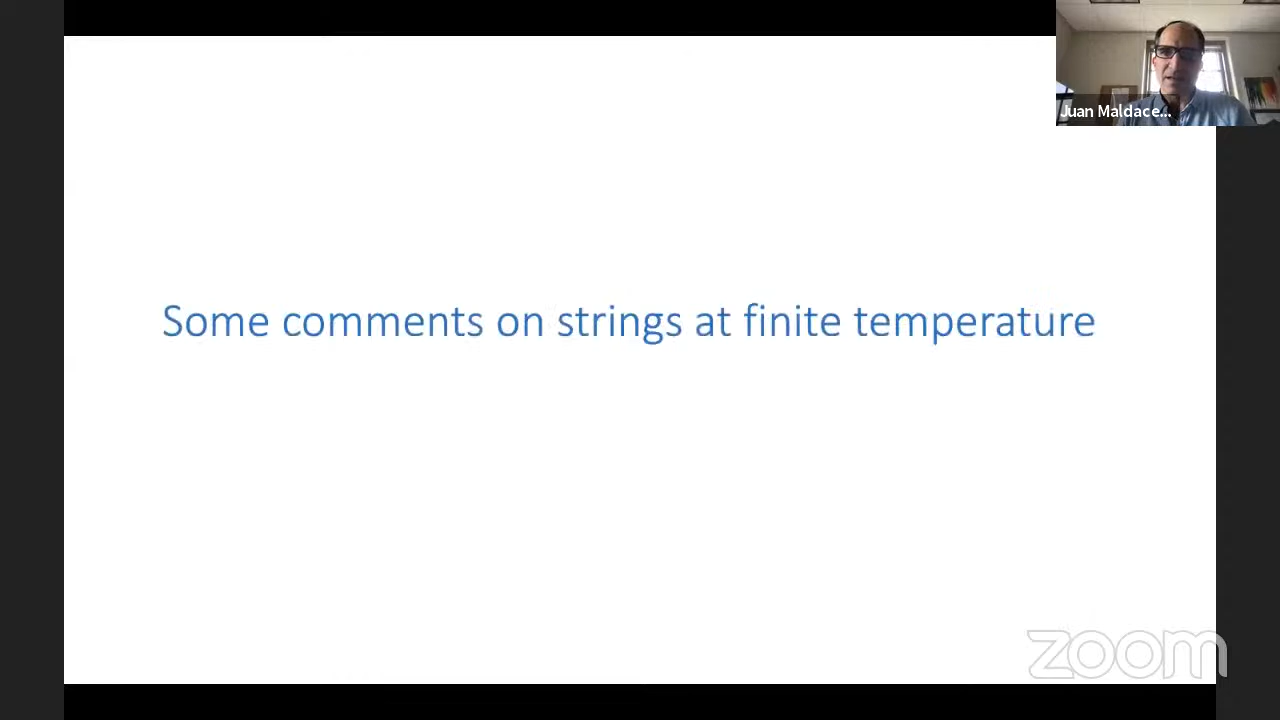 Juan Maldace...
Some comments on strings at finite temperature
zoom